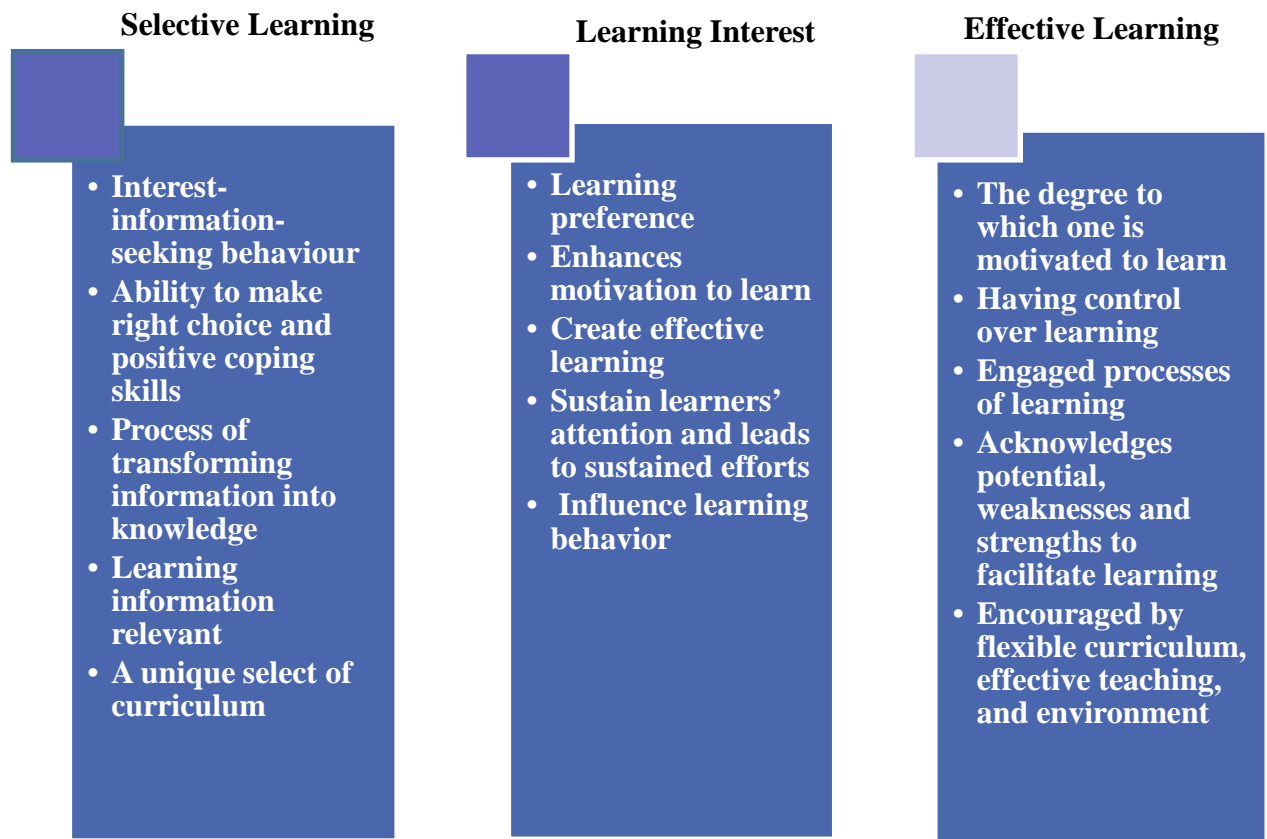 Selective Learning
• Interest-
information-
seeking behaviour
• Ability to make
right choice and
positive coping
skills
• Process of
transforming
information into
knowledge
• Learning
information
relevant
• A unique select of
curriculum
Learning Interest
• Learning
preference
• Enhances
motivation to learn
• Create effective
learning
• Sustain learners’
attention and leads
to sustained efforts
• Influence learning
behavior
Effective Learning
• The degree to
which one is
motivated to learn
• Having control
over learning
• Engaged processes
of learning
• Acknowledges
potential,
weaknesses and
strengths to
facilitate learning
• Encouraged by
flexible curriculum,
effective teaching,
and environment